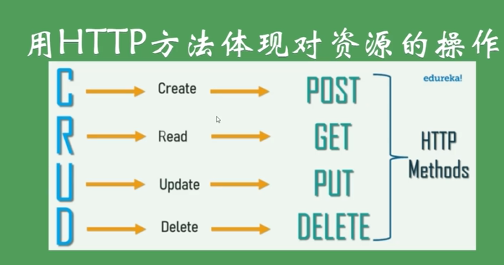 用HTTP方法体现对资源的操作
edureka!
C Create POST
R Read GET
U Update PUT
D Delete DELETE
HTTP
Methods